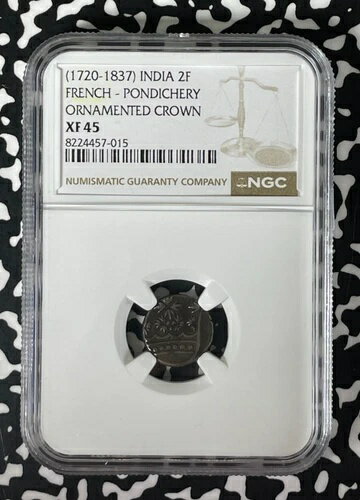 (1720-1837) INDIA 2F
FRENCH - PONDICHERY
ORNAMENTED CROWN
XF 45
8224457-015
NUMISMATIC GUARANTY COMPANY NGC